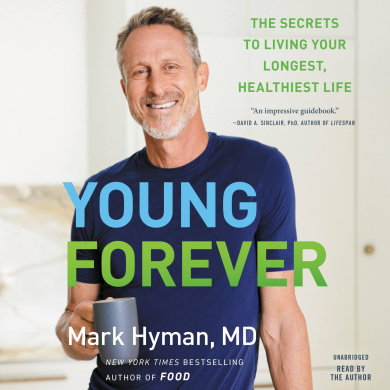 THE SECRETS
TO LIVING YOUR
LONGEST,
HEALTHIEST LIFE
"An impressive guidebook."
—DAVID A. SINCLAIR, PhD, AUTHOR OF LIFESPAN
YOUNG
FOREVER
Mark Hyman, MD
NEW YORK TIMES BESTSELLING
AUTHOR OF FOOD
UNABRIDGED
READ BY
THE AUTHOR